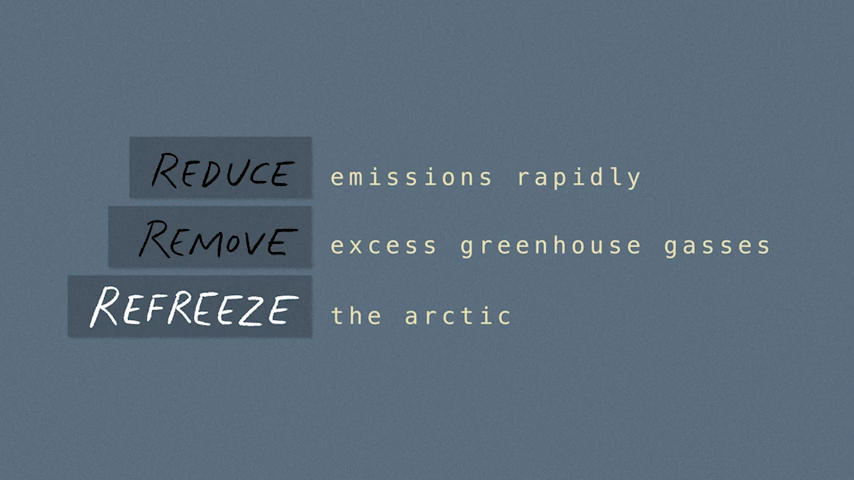 REDUCE emissions rapidly
REMOVE excess greenhouse gasses
REFREEZE the arctic